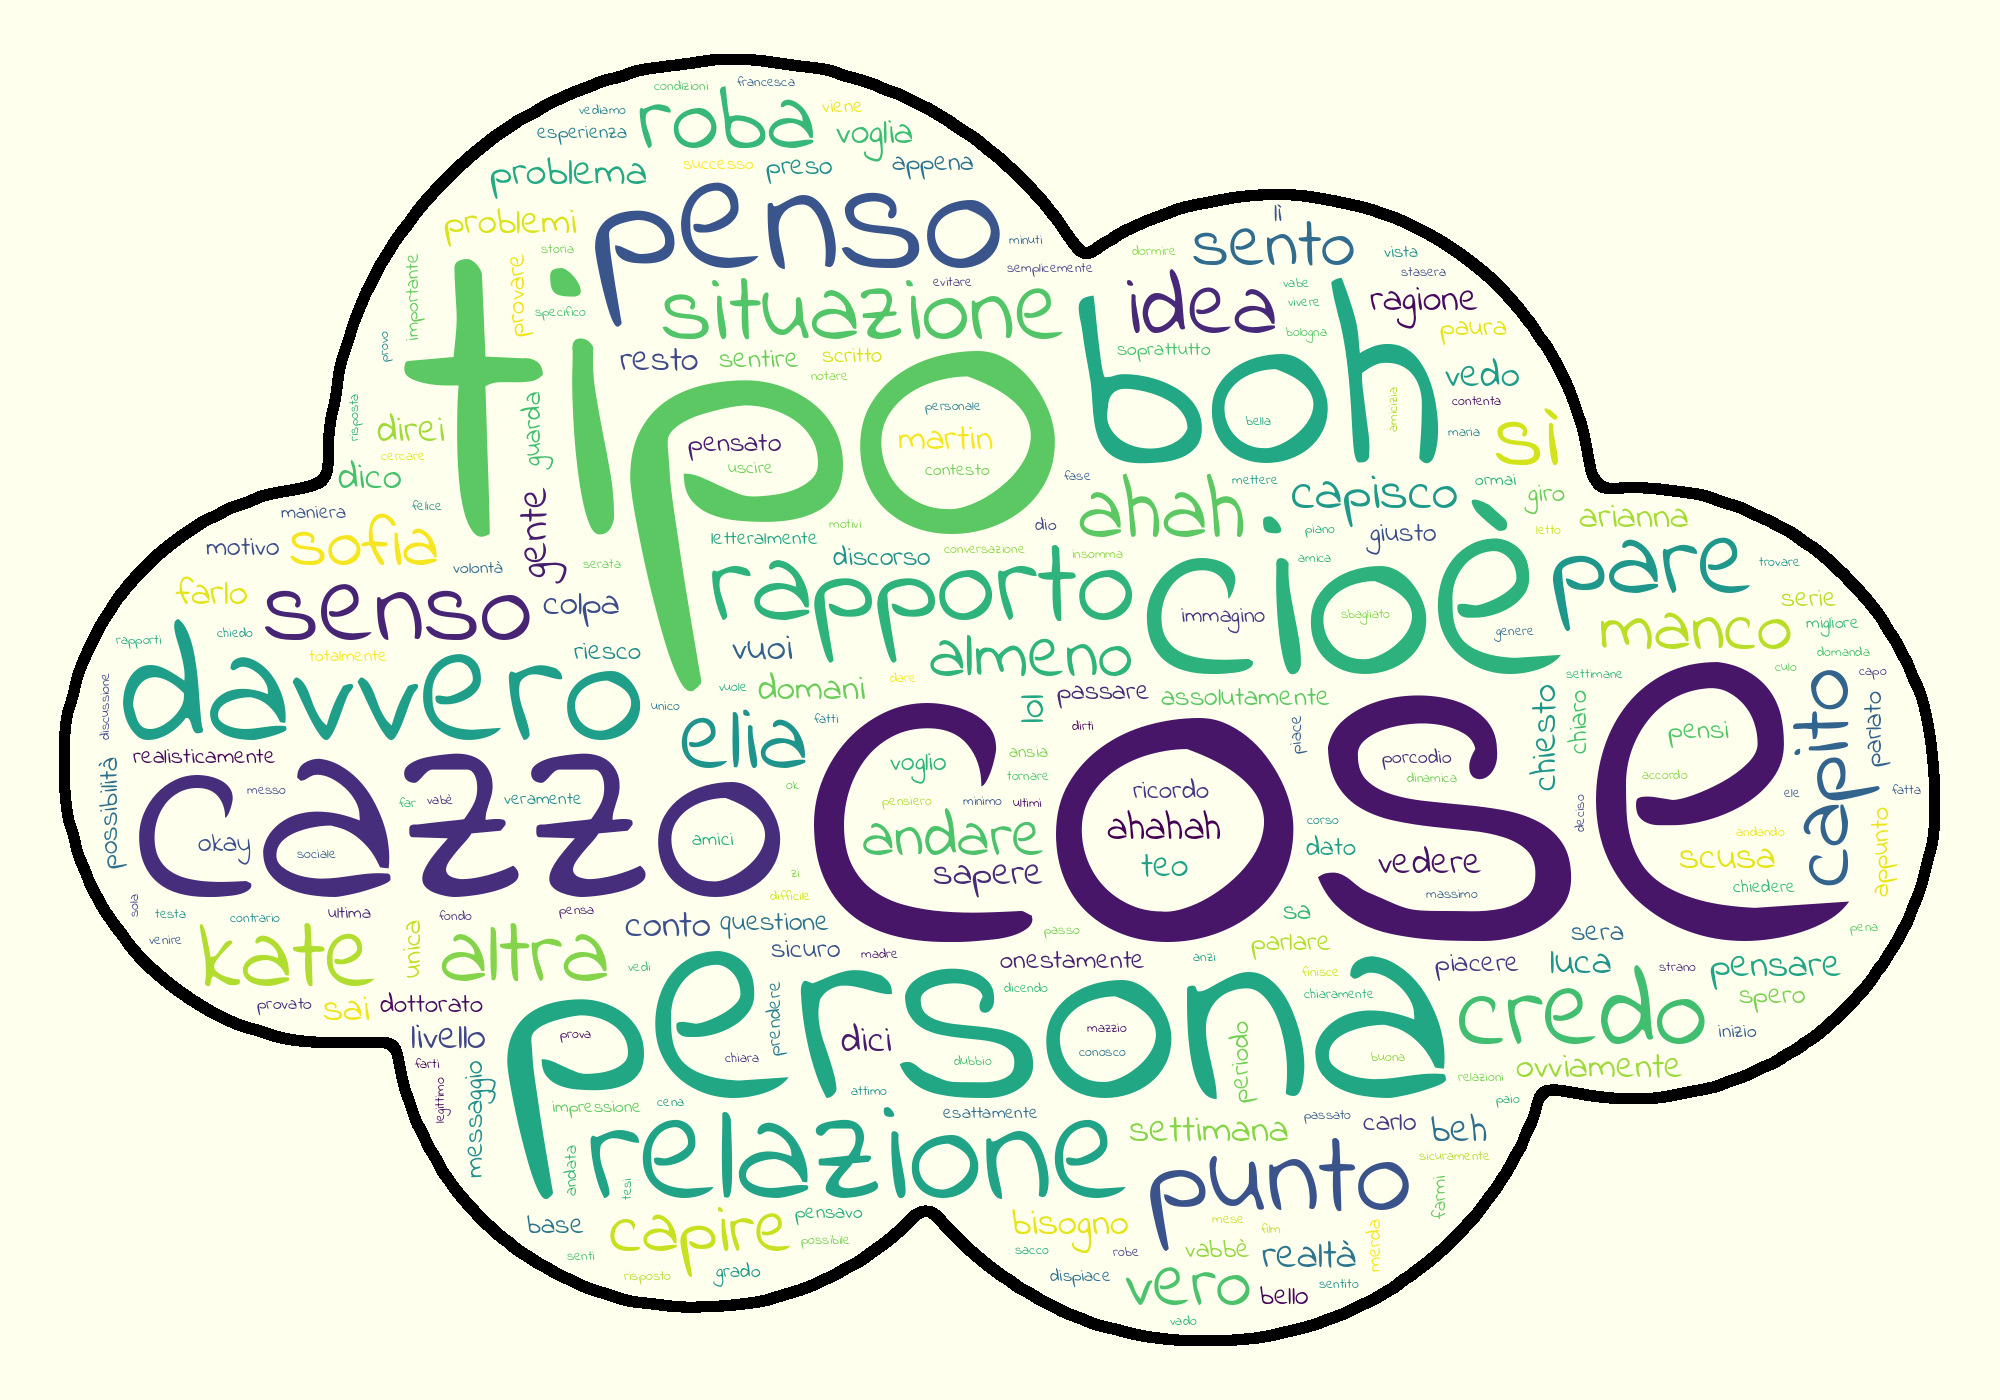 condizioni
francesca
vediamo
roba
viene
esperienza
voglia
problema
successo
preso
appena
penso
problemi
lì
sento
storia
minuti
dormire
vista
importante
provare
semplicemente
stasera
tipo
evitare
situazione
idea
vabe
vivere
ragione
specifico
boh
bologna
paura
provo
resto
sentire
scritto
soprattutto
notare
vedo
risposta
direi
guarda
personale
amicizia
contenta
pensato
martin
bella
maria
sì
cercare
uscire
contesto
dico
fase
mettere
ormai
felice
gente
ahah
capisco
giro
maniera
motivi
dio
piano
letto
arianna
motivo
sofia
letteralmente
giusto
discorso
conversazione
insomma
amica
volontà
serata
rapporto
cioè
pare
trovare
farlo
senso
colpa
immagino
sbagliato
serie
rapporti
chiedo
genere
manco
migliore
davvero
totalmente
riesco
vuoi
almeno
domanda
culo
discussione
vuole
domani
dare
passare
assolutamente
settimane
capo
unico
lol
chiesto
chiaro
capito
parlato
elia
fatti
dirti
piace
cose
pensi
realisticamente
ansia
porcodio
possibilità
voglio
tornare
dinamica
accordo
cazzo
messo
far
vabè
veramente
ok
ricordo
ele
fatta
pensiero
minimo
ultimi
deciso
okay
amici
andare
ahahah
corso
andando
appunto
sociale
teo
dato
vedere
scusa
zi
sapere
massimo
chiedere
difficile
sola
testa
contrario
ultima
fondo
pensa
conto
questione
sa
passo
sera
pena
venire
kate
unica
altra
vedi
sicuro
madre
onestamente
anzi
parlare
piacere
luca
strano
pensare
persona
finisce
provato
sai
dottorato
prendere
dicendo
chiaramente
credo
spero
livello
prova
dici
mazzio
periodo
inizio
chiara
dubbio
conosco
buona
farti
messaggio
ovviamente
legittimo
attimo
relazioni
impressione
cena
esattamente
paio
relazione
settimana
passato
carlo
beh
andata
tesi
punto
sicuramente
farmi
base
capire
pensavo
bisogno
mese
film
merda
senti
possibile
sacco
robe
vabbè
realtà
risposto
grado
dispiace
vero
bello
sentito
vado